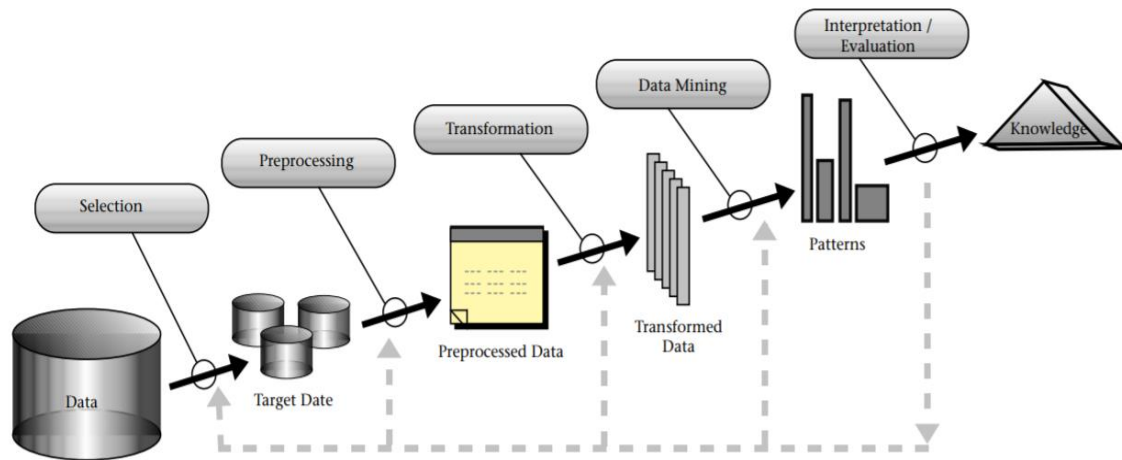 Interpretation /
Evaluation
Data Mining
Transformation
Preprocessing
Selection
Knowledge
Patterns
Transformed
Data
Preprocessed Data
Target Date
Data